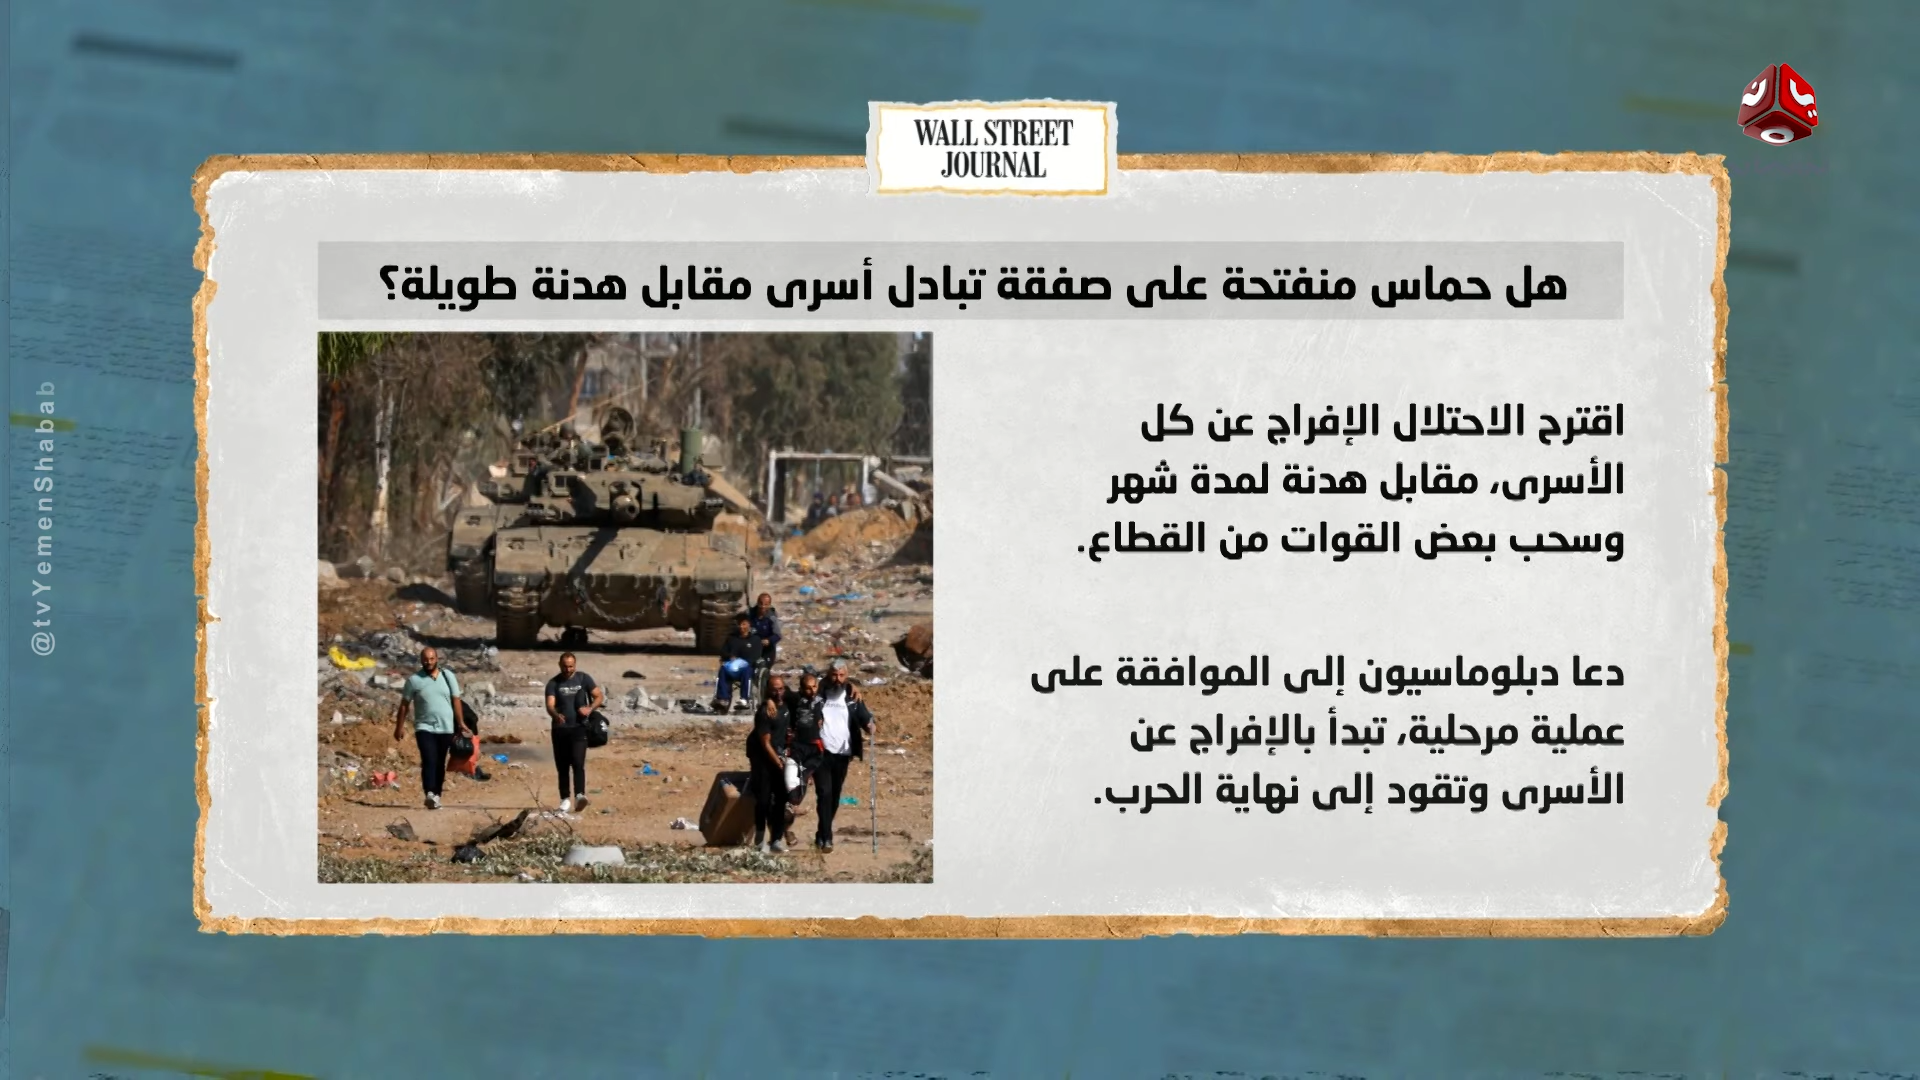 WALL STREET
JOURNAL
هل حماس منفتحة على صفقة تبادل أسرى مقابل هدنة طويلة؟
اقترح الاحتلال الإفراج عن كل
الأسرى، مقابل هدنة لمدة شهر
وسحب بعض القوات من القطاع.
دعا دبلوماسيون إلى الموافقة على
عملية مرحلية، تبدأ بالإفراج عن
الأسرى وتقود إلى نهاية الحرب.
@tvYemenShabab